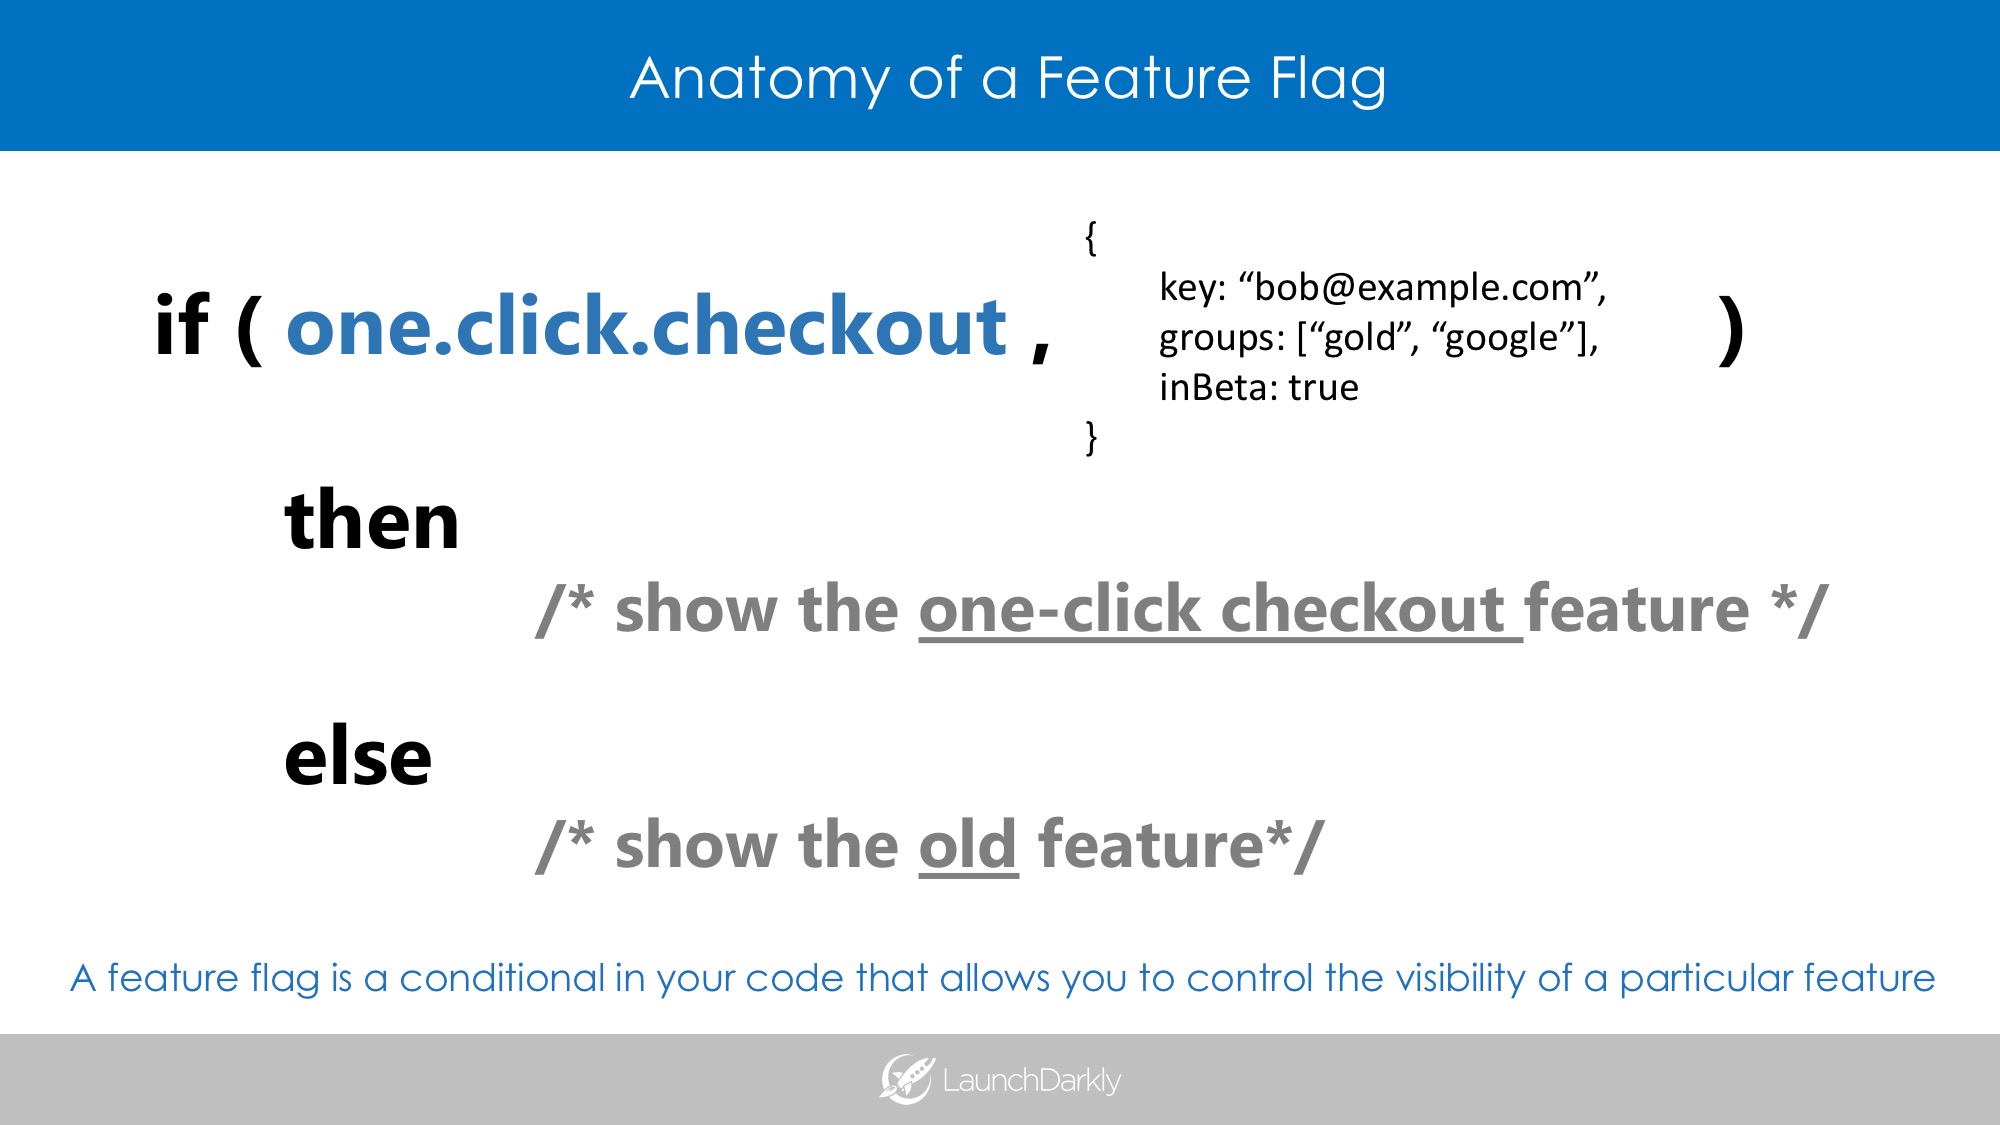 Anatomy of a Feature Flag
if ( one.click.checkout ,
{
key: “bob@example.com”,
groups: [“gold”, “google”],
inBeta: true
}
)
then
/* show the one-click checkout feature */
else
/* show the old feature*/
A feature flag is a conditional in your code that allows you to control the visibility of a particular feature
LaunchDarkly